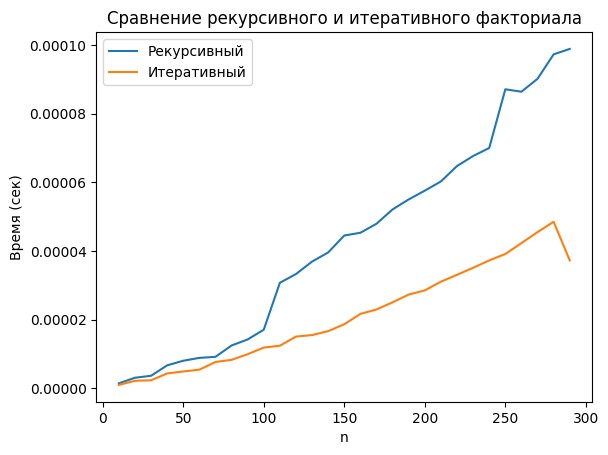 Сравнение рекурсивного и итеративного факториала
Рекурсивный
Итеративный
Время (сек)
0.00010
0.00008
0.00006
0.00004
0.00002
0.00000
0 50 100 150 200 250 300
n